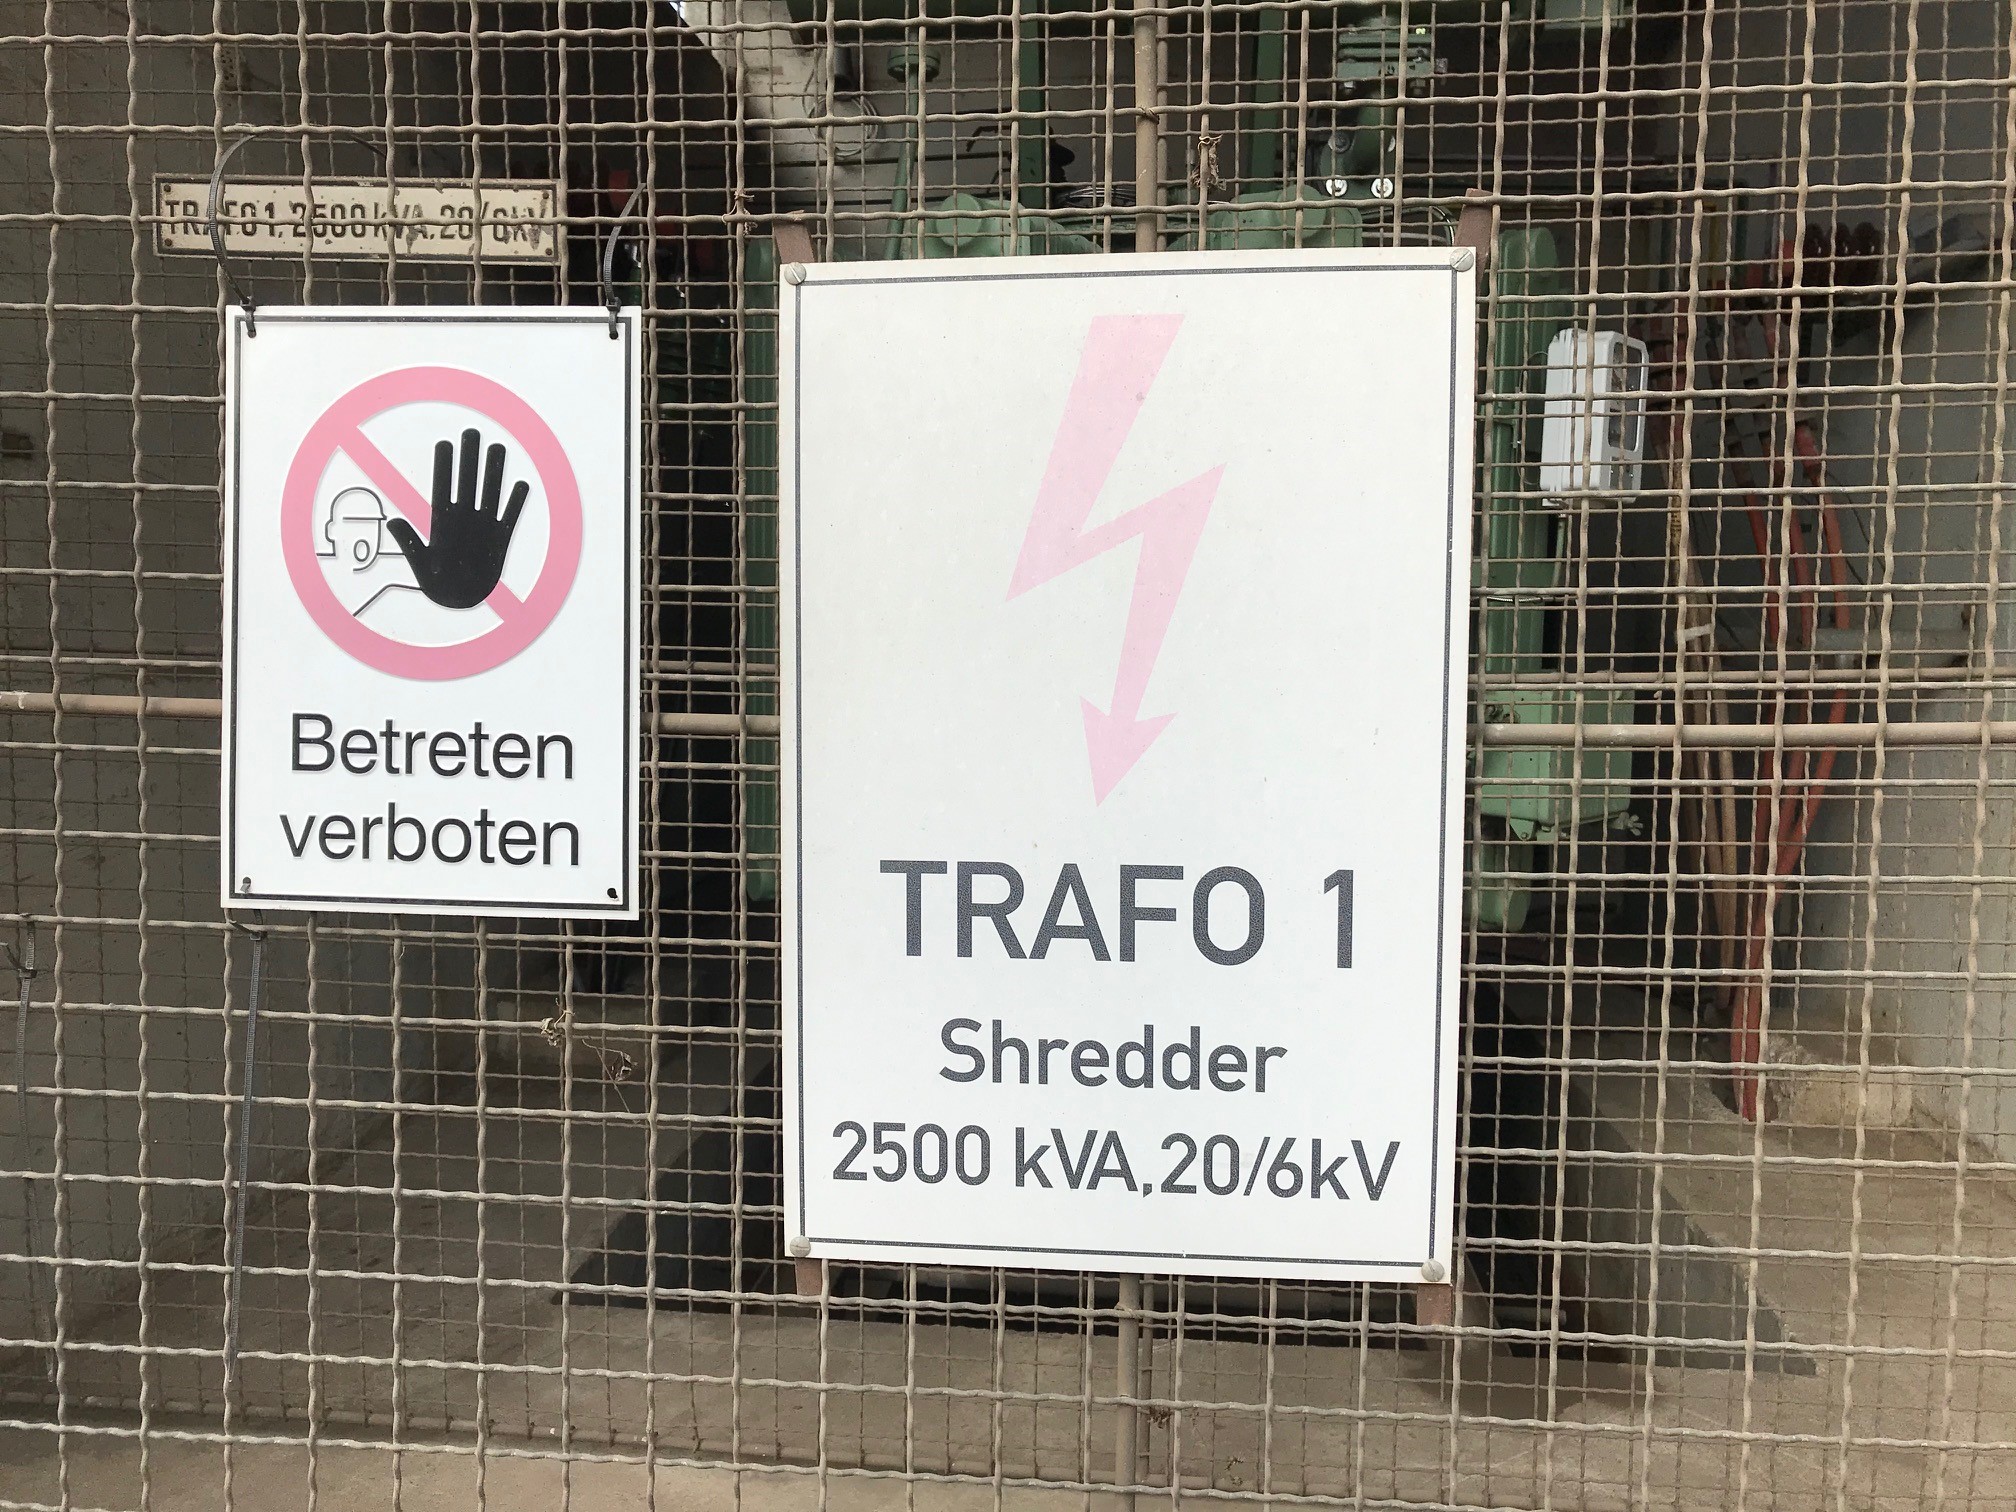 TRAFO 1. 2500 kVA. 20/6kV
Betreten
verboten
TRAFO 1
Shredder
2500 kVA,20/6kV